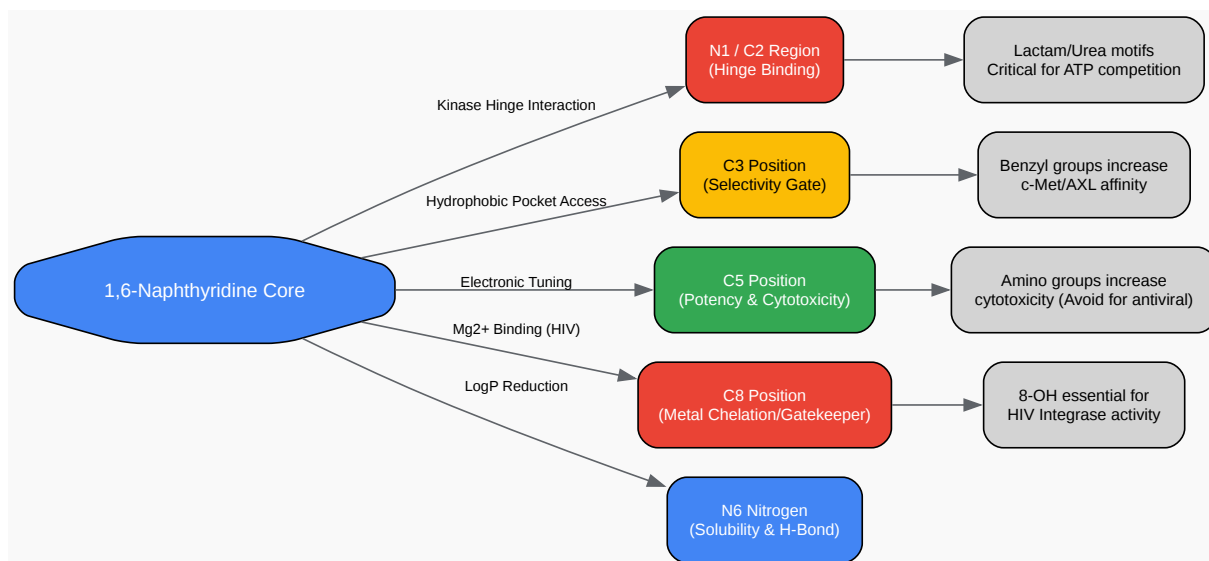 N1 / C2 Region
(Hinge Binding)
Lactam/Urea motifs
Critical for ATP competition
Kinase Hinge Interaction
C3 Position
(Selectivity Gate)
Benzyl groups increase
c-Met/AXL affinity
Hydrophobic Pocket Access
1,6-Naphthyridine Core
Electronic Tuning
C5 Position
(Potency & Cytotoxicity)
Amino groups increase
cytotoxicity (Avoid for antiviral)
Mg2+ Binding (HIV)
C8 Position
(Metal Chelation/Gatekeeper)
8-OH essential for
HIV Integrase activity
LogP Reduction
N6 Nitrogen
(Solubility & H-Bond)